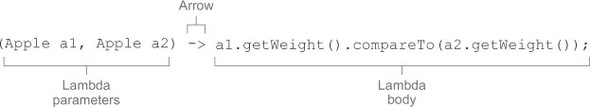 Arrow
(Apple a1, Apple a2) -> a1.getWeight().compareTo(a2.getWeight());
Lambda
parameters
Lambda
body